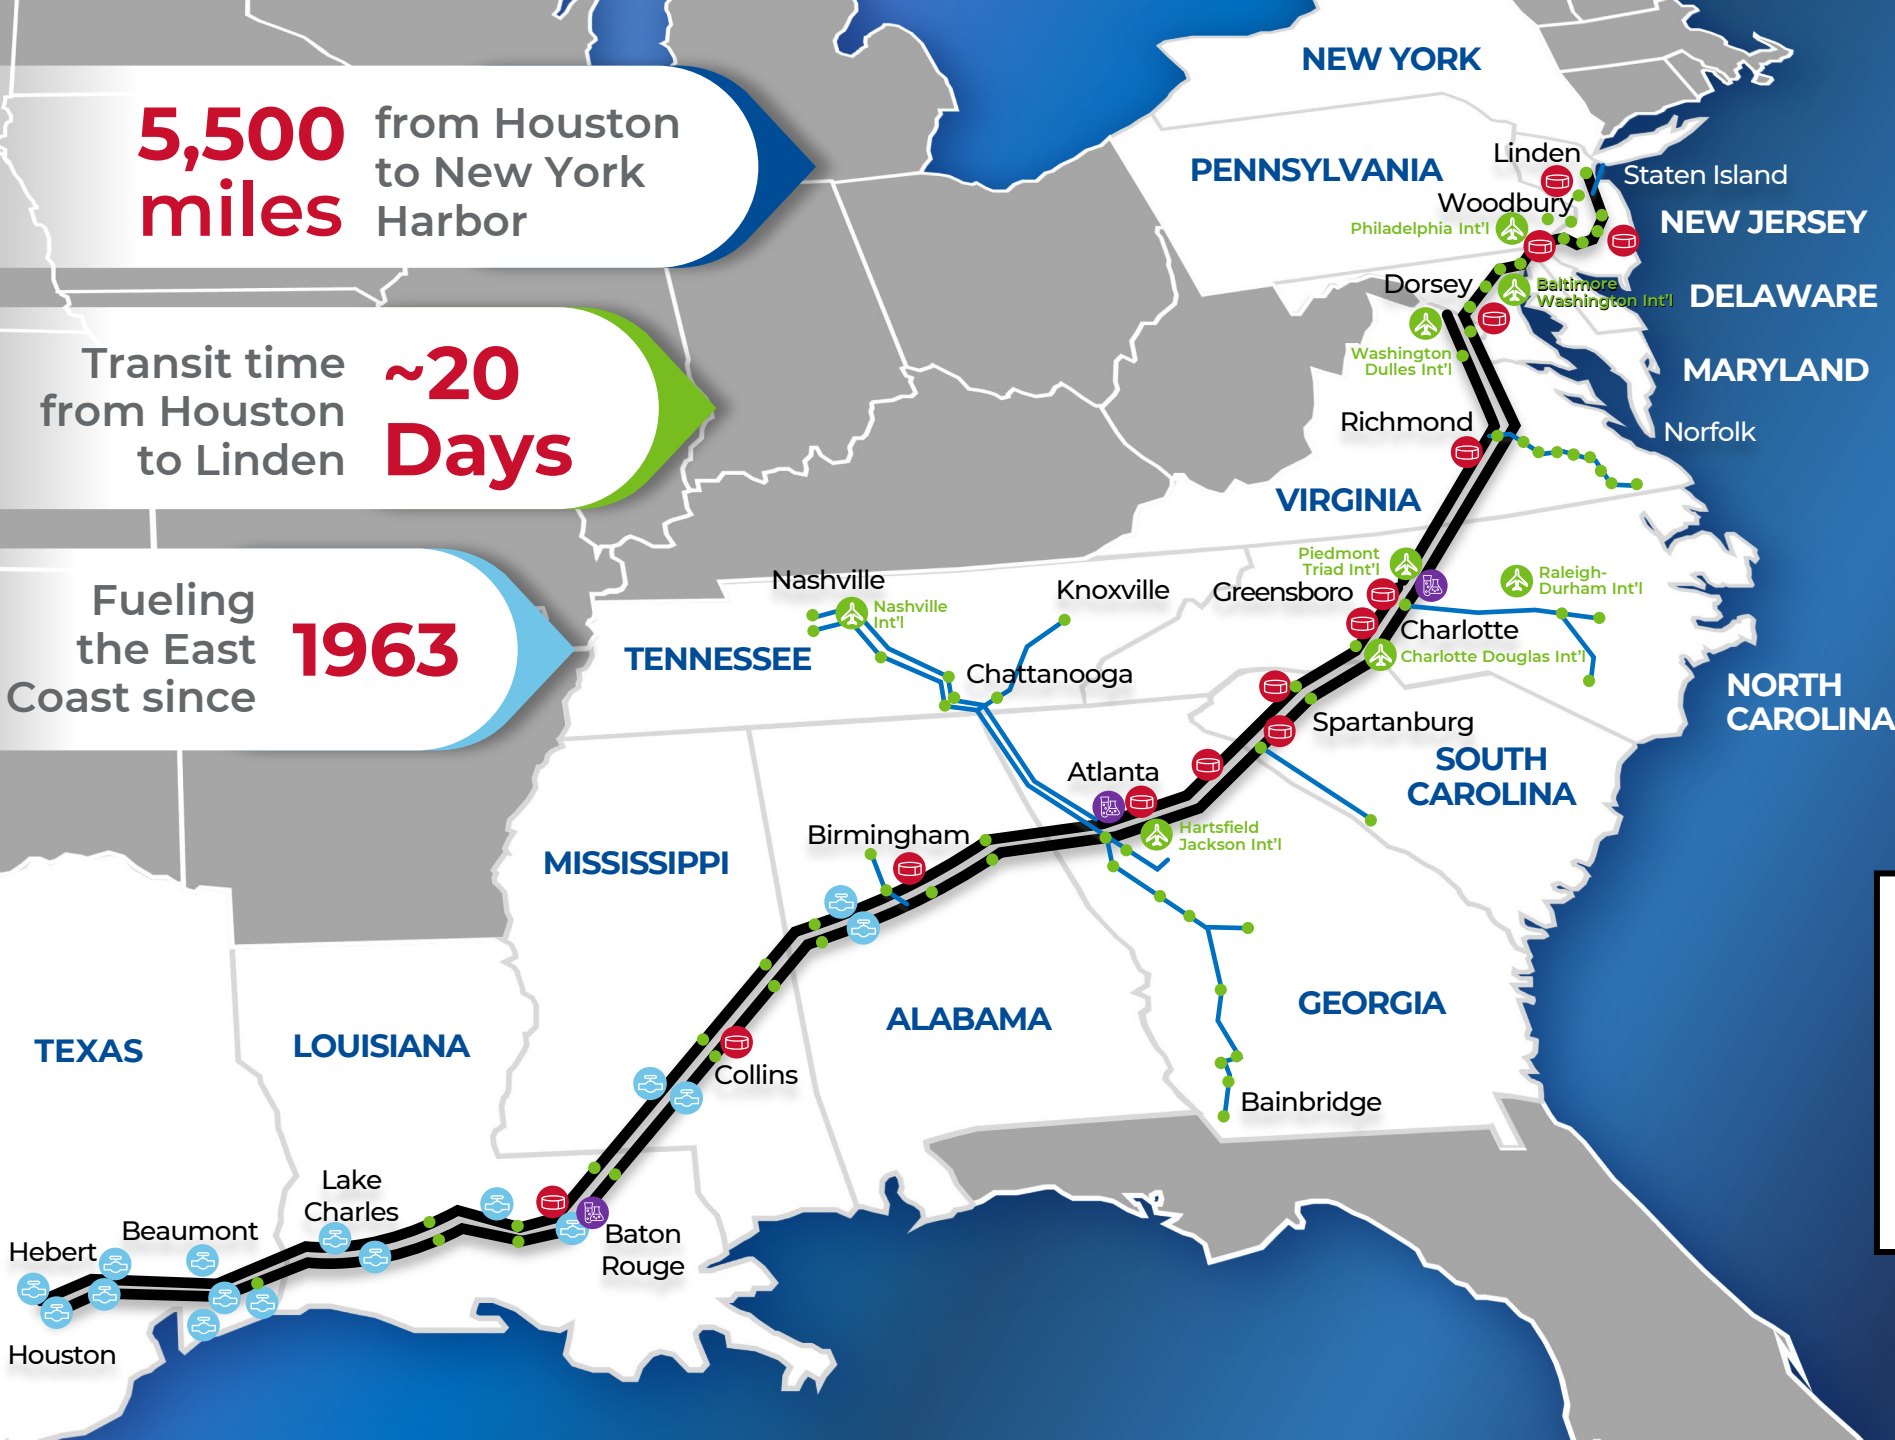 5,500
miles
from Houston
to New York
Harbor
Transit time
from Houston
to Linden
~20
Days
Fueling
the East
Coast since
1963
NEW YORK
PENNSYLVANIA
Linden
Staten Island
Woodbury
NEW JERSEY
Philadelphia Int'l
Dorsey
Baltimore
Washington Int'l
DELAWARE
Washington
Dulles Int'l
MARYLAND
Richmond
Norfolk
VIRGINIA
Piedmont
Triad Int'l
Greensboro
Raleigh-
Durham Int'l
Nashville
Nashville
Int'l
Knoxville
Charlotte
Charlotte Douglas Int'l
TENNESSEE
Chattanooga
NORTH
CAROLINA
Spartanburg
SOUTH
CAROLINA
Atlanta
Hartsfield
Jackson Int'l
Birmingham
MISSISSIPPI
ALABAMA
GEORGIA
TEXAS
LOUISIANA
Collins
Bainbridge
Lake
Charles
Beaumont
Hebert
Baton
Rouge
Houston